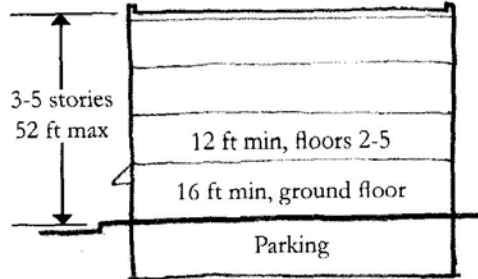 3-5 stories
52 ft max
12 ft min, floors 2-5
16 ft min, ground floor
Parking